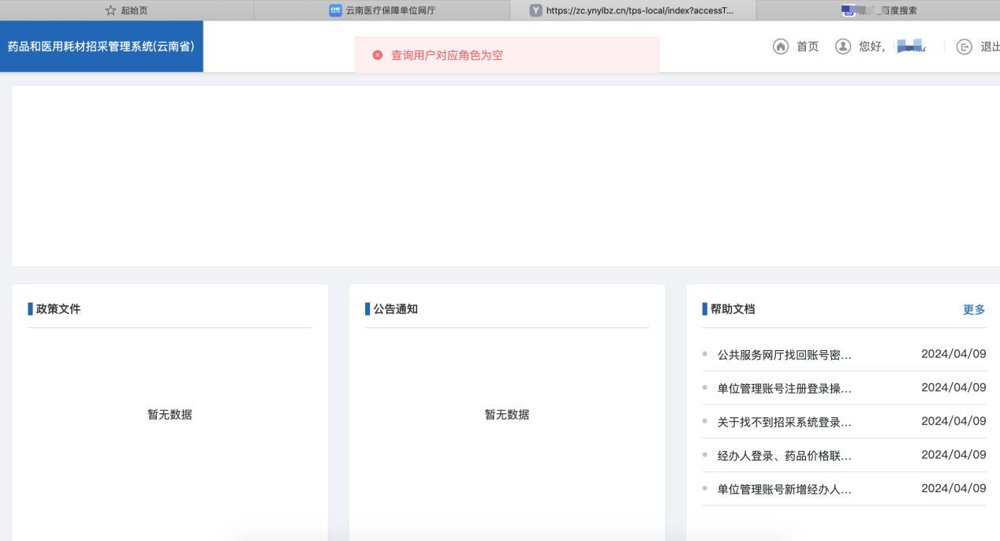 起始页
云南医疗保障单位网厅
Y
https://zc.ynylbz.cn/tps-local/index?accessT...
百度搜索
药品和医用耗材招采管理系统(云南省)
查询用户对应角色为空
首页
您好,
退出
政策文件
暂无数据
公告通知
暂无数据
帮助文档
更多
公共服务网厅找回账号密... 2024/04/09
单位管理账号注册登录操... 2024/04/09
关于找不到招采系统登录... 2024/04/09
经办人登录、药品价格联... 2024/04/09
单位管理账号新增经办人... 2024/04/09